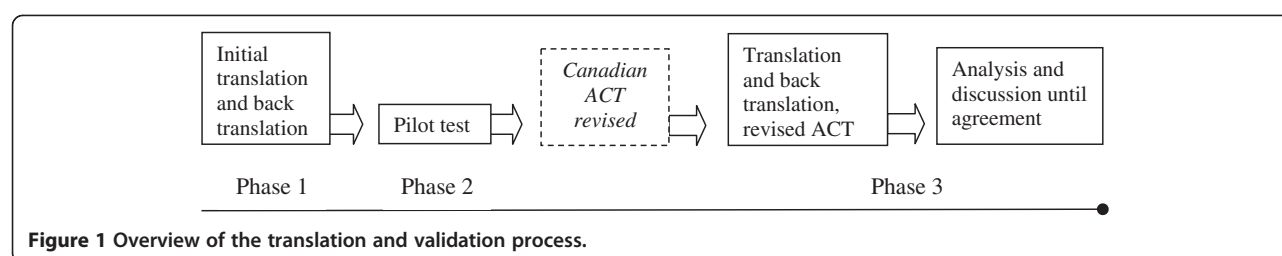 Initial
translation
and back
translation
Pilot test
Canadian
ACT
revised
Translation
and back
translation,
revised ACT
Analysis and
discussion until
agreement
Phase 1
Phase 2
Phase 3
Figure 1 Overview of the translation and validation process.